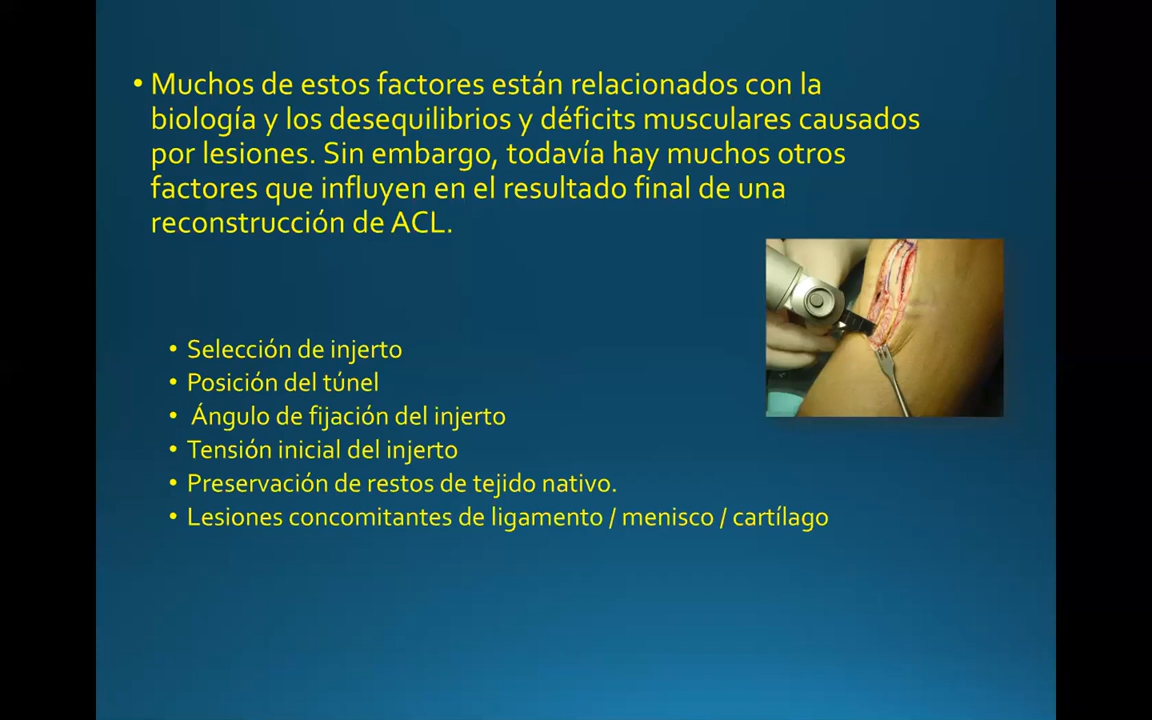 • Muchos de estos factores están relacionados con la
biología y los desequilibrios y déficits musculares causados
por lesiones. Sin embargo, todavía hay muchos otros
factores que influyen en el resultado final de una
reconstrucción de ACL.
• Selección de injerto
• Posición del túnel
• Ángulo de fijación del injerto
• Tensión inicial del injerto
• Preservación de restos de tejido nativo.
• Lesiones concomitantes de ligamento / menisco / cartílago